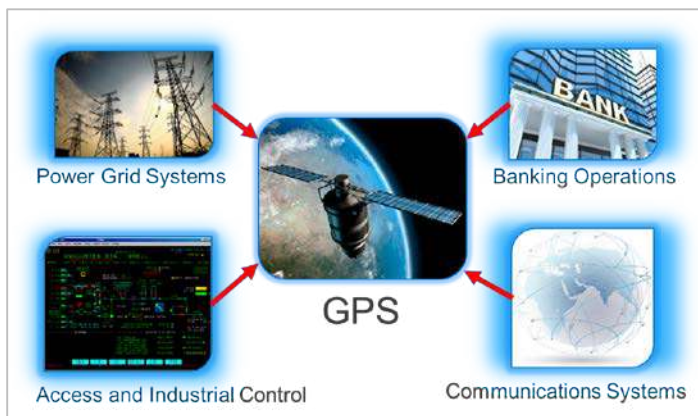 BANK
Power Grid Systems
Banking Operations
GPS
Access and Industrial Control
Communications Systems